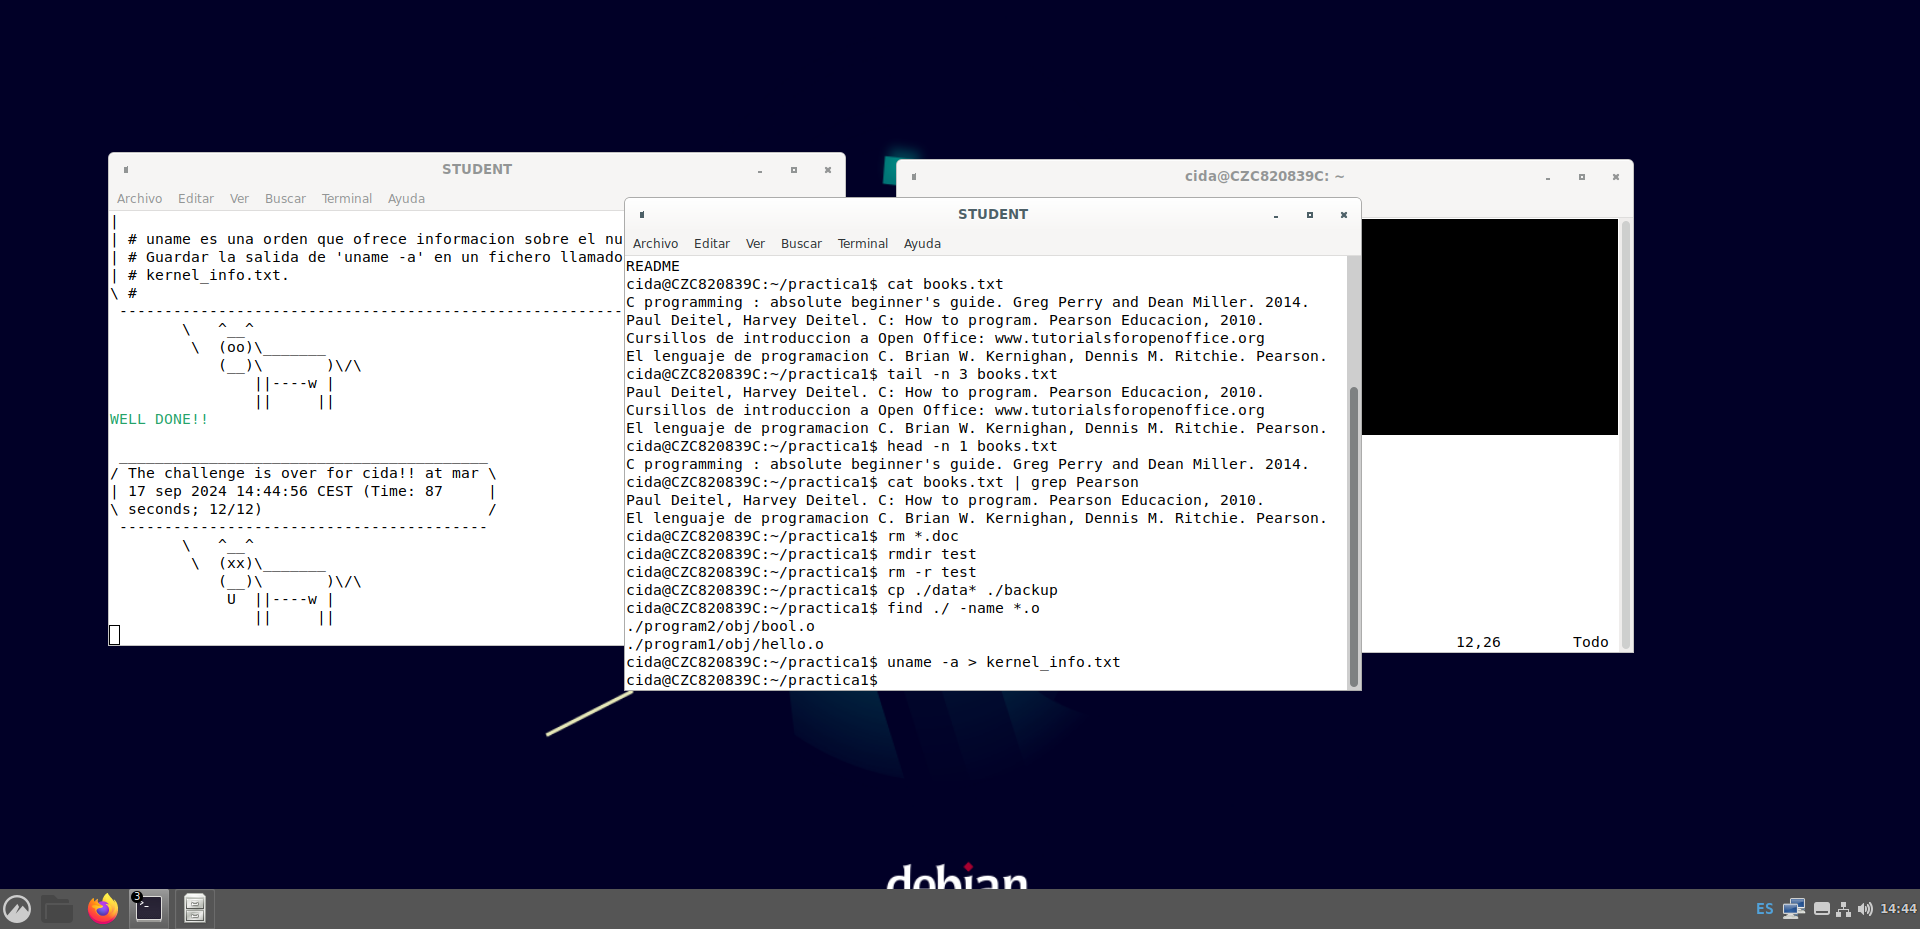 STUDENT
Archivo Editar Ver Buscar Terminal Ayuda
|
| # uname es una orden que ofrece informacion sobre el nu
| # Guardar la salida de 'uname -a' en un fichero llamado
| # kernel_info.txt.
\ #
 --------------------------------------------------------
        \   ^__^
         \  (oo)\_______
            (__)\       )\/\
                ||----w |
                ||     ||
WELL DONE!!
 _________________________________________
/ The challenge is over for cida!! at mar \
| 17 sep 2024 14:44:56 CEST (Time: 87     |
\ seconds; 12/12)                         /
 -----------------------------------------
        \   ^__^
         \  (xx)\_______
            (__)\       )\/\
             U  ||----w |
                ||     ||
cida@CZC820839C: ~
12,26 Todo
STUDENT
Archivo Editar Ver Buscar Terminal Ayuda
README
cida@CZC820839C:~/practica1$ cat books.txt
C programming : absolute beginner's guide. Greg Perry and Dean Miller. 2014.
Paul Deitel, Harvey Deitel. C: How to program. Pearson Educacion, 2010.
Cursillos de introduccion a Open Office: www.tutorialsforopenoffice.org
El lenguaje de programacion C. Brian W. Kernighan, Dennis M. Ritchie. Pearson.
cida@CZC820839C:~/practica1$ tail -n 3 books.txt
Paul Deitel, Harvey Deitel. C: How to program. Pearson Educacion, 2010.
Cursillos de introduccion a Open Office: www.tutorialsforopenoffice.org
El lenguaje de programacion C. Brian W. Kernighan, Dennis M. Ritchie. Pearson.
cida@CZC820839C:~/practica1$ head -n 1 books.txt
C programming : absolute beginner's guide. Greg Perry and Dean Miller. 2014.
cida@CZC820839C:~/practica1$ cat books.txt | grep Pearson
Paul Deitel, Harvey Deitel. C: How to program. Pearson Educacion, 2010.
El lenguaje de programacion C. Brian W. Kernighan, Dennis M. Ritchie. Pearson.
cida@CZC820839C:~/practica1$ rm *.doc
cida@CZC820839C:~/practica1$ rmdir test
cida@CZC820839C:~/practica1$ rm -r test
cida@CZC820839C:~/practica1$ cp ./data* ./backup
cida@CZC820839C:~/practica1$ find ./ -name *.o
./program2/obj/bool.o
./program1/obj/hello.o
cida@CZC820839C:~/practica1$ uname -a > kernel_info.txt
cida@CZC820839C:~/practica1$
debian
3
ES 14:44